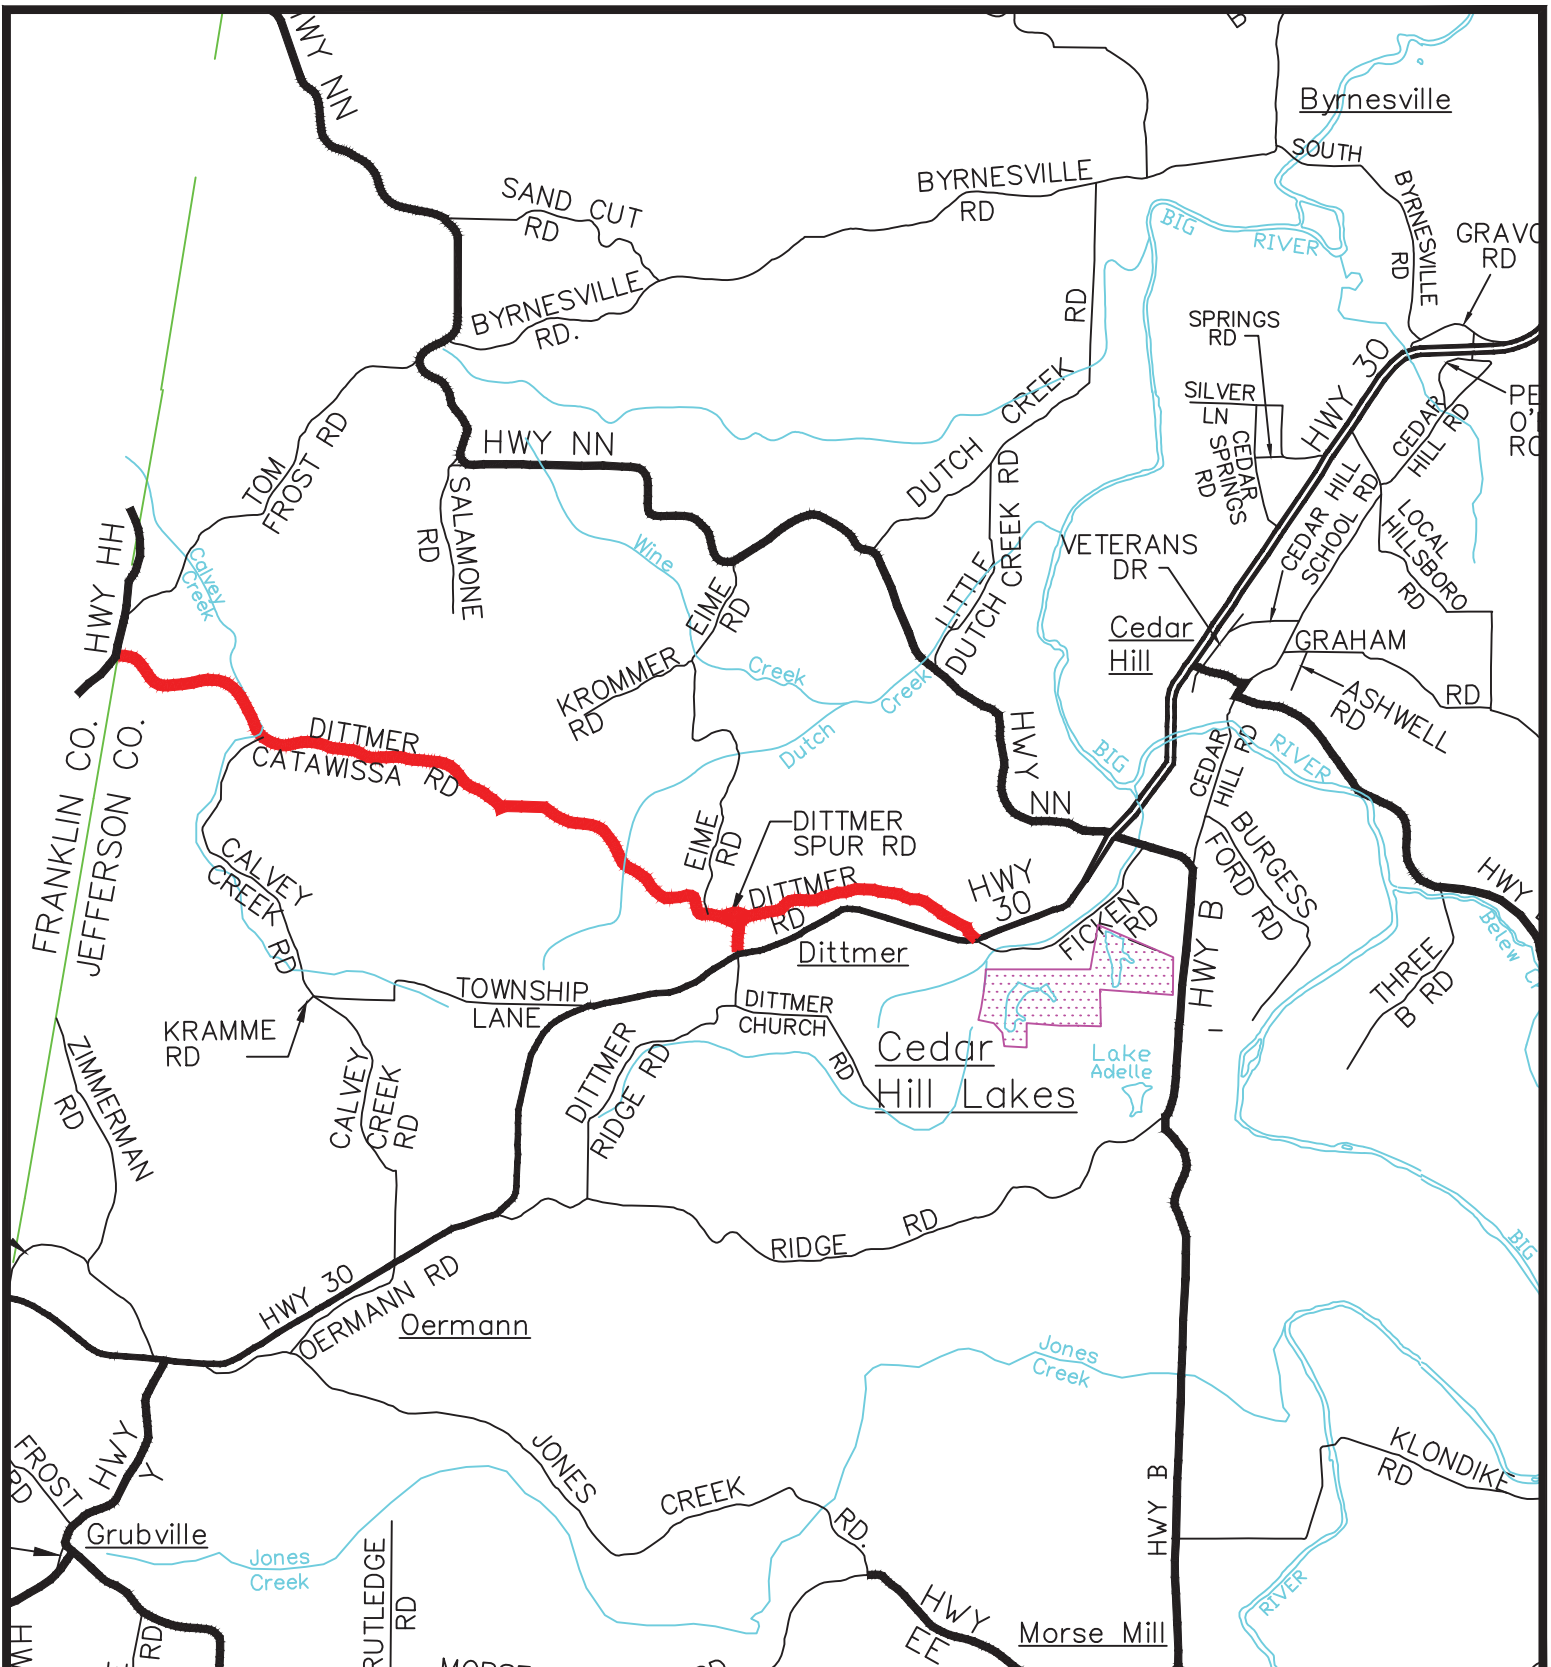 HWY NN
Byrnesville
SOUTH
BYRNESVILLE
RD
SAND CUT
RD
BYRNESVILLE
RD
BIG
RIVER
GRAVO
RD
BYRNESVILLE
RD.
RD
SPRINGS
RD
HWY 30
SILVER
LN
CEDAR
SPRINGS
RD
CEDAR
HILL RD
TOM
FROST RD
HWY NN
DUTCH CREEK
SALAMONE
RD
HWY HH
Calvey
Creek
Wine
Creek
EIME
RD
LITTLE
DUTCH CREEK RD
VETERANS
DR
CEDAR HILL
SCHOOL RD
LOCAL
HILLSBORO
RD
Cedar
Hill
GRAHAM
RD
ASHWELL
RD
KROMMER
RD
Creek
Dutch
HWY
NN
BIG
RIVER
CEDAR
HILL RD
FRANKLIN CO.
JEFFERSON CO.
DITTMER
CATAWISSA RD
DITTMER
SPUR RD
EIME
RD
DITTMER
RD
Dittmer
HWY
30
FICKEN
RD
BURGESS
FORD RD
HWY
HWY B
THREE
RD
B
Belew
CALVEY
CREEK RD
TOWNSHIP
LANE
KRAMME
RD
DITTMER
CHURCH
RD
DITTMER
RIDGE RD
Cedar
Hill Lakes
Lake
Adelle
ZIMMERMAN
RD
CALVEY
CREEK
RD
RIDGE
RD
BIG
HWY 30
OERMANN RD
Oermann
Jones
Creek
HWY
Y
FROST
RD
JONES
CREEK
RD.
KLONDIKE
RD
HWY B
Grubville
Jones
Creek
RUTLEDGE
RD
RD
HWY
EE
Morse Mill
RIVER